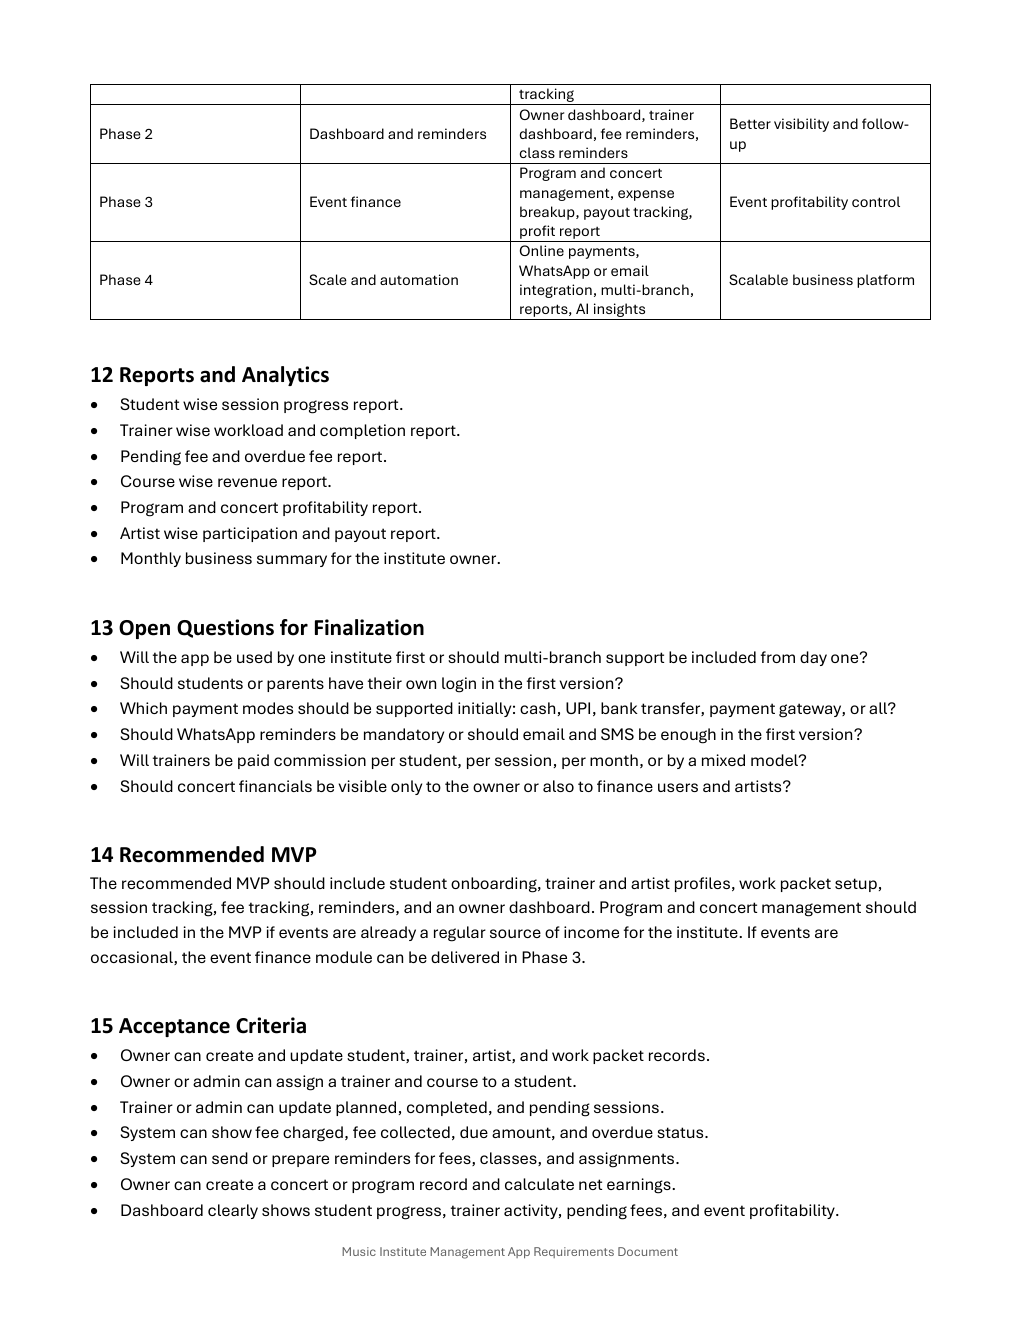 tracking
Phase 2
Dashboard and reminders
Owner dashboard, trainer
dashboard, fee reminders,
class reminders
Better visibility and follow-
up
Phase 3
Event finance
Program and concert
management, expense
breakup, payout tracking,
profit report
Event profitability control
Phase 4
Scale and automation
Online payments,
WhatsApp or email
integration, multi-branch,
reports, AI insights
Scalable business platform
12 Reports and Analytics
• Student wise session progress report.
• Trainer wise workload and completion report.
• Pending fee and overdue fee report.
• Course wise revenue report.
• Program and concert profitability report.
• Artist wise participation and payout report.
• Monthly business summary for the institute owner.
13 Open Questions for Finalization
• Will the app be used by one institute first or should multi-branch support be included from day one?
• Should students or parents have their own login in the first version?
• Which payment modes should be supported initially: cash, UPI, bank transfer, payment gateway, or all?
• Should WhatsApp reminders be mandatory or should email and SMS be enough in the first version?
• Will trainers be paid commission per student, per session, per month, or by a mixed model?
• Should concert financials be visible only to the owner or also to finance users and artists?
14 Recommended MVP
The recommended MVP should include student onboarding, trainer and artist profiles, work packet setup,
session tracking, fee tracking, reminders, and an owner dashboard. Program and concert management should
be included in the MVP if events are already a regular source of income for the institute. If events are
occasional, the event finance module can be delivered in Phase 3.
15 Acceptance Criteria
• Owner can create and update student, trainer, artist, and work packet records.
• Owner or admin can assign a trainer and course to a student.
• Trainer or admin can update planned, completed, and pending sessions.
• System can show fee charged, fee collected, due amount, and overdue status.
• System can send or prepare reminders for fees, classes, and assignments.
• Owner can create a concert or program record and calculate net earnings.
• Dashboard clearly shows student progress, trainer activity, pending fees, and event profitability.
Music Institute Management App Requirements Document